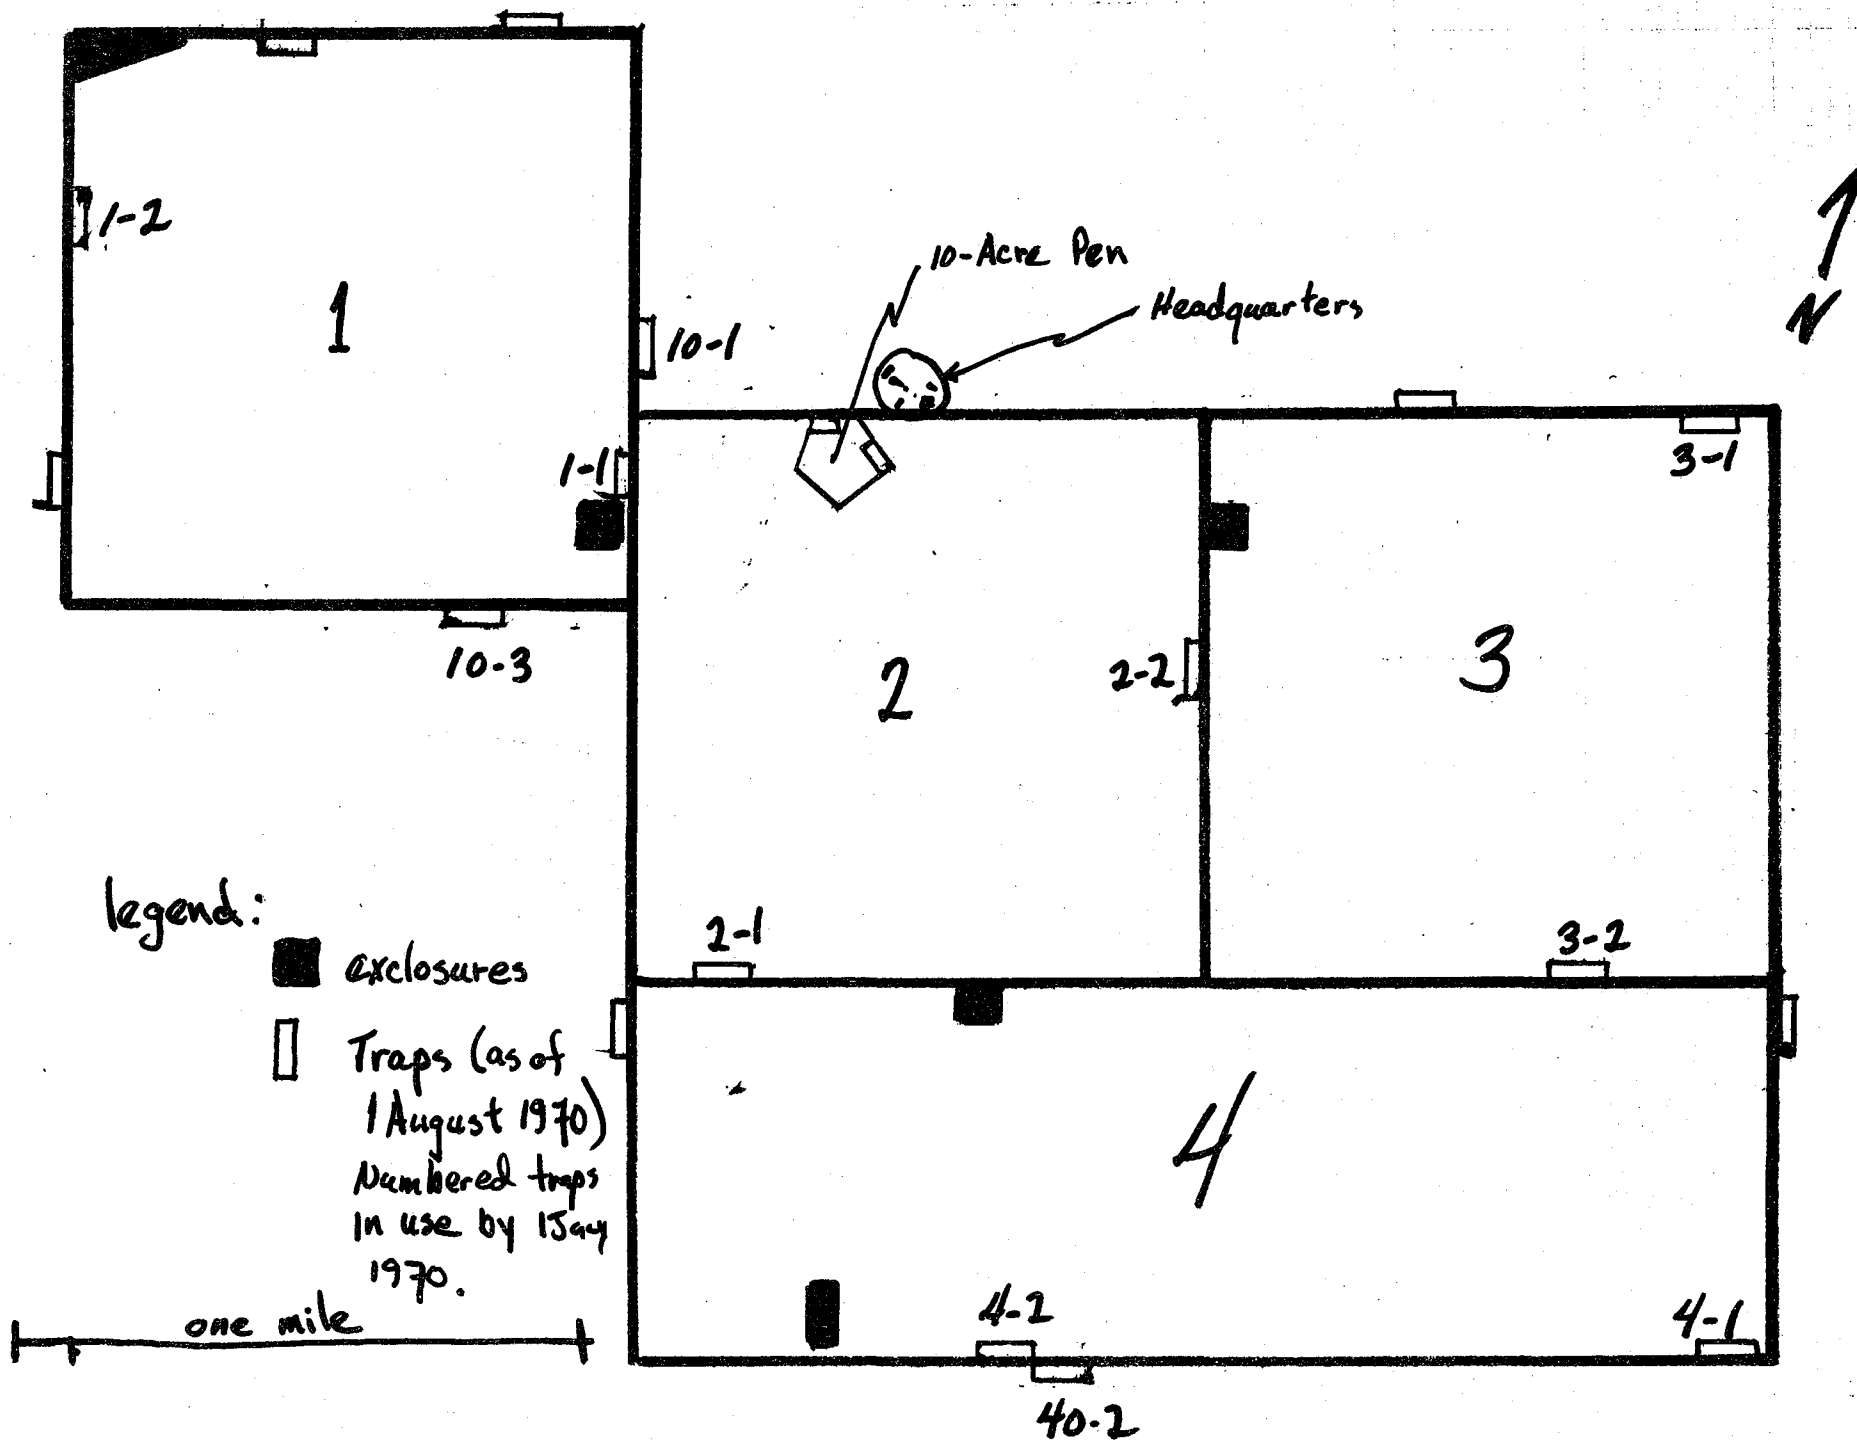 1-2
1
10-Acre Pen
Headquarters
N
10-1
1-1
3-1
10-3
2
2-2
3
legend:
exclosures
2-1
3-2
Traps (as of
1 August 1970)
Numbered traps
in use by 1 Jan
1970.
4
one mile
4-2
4-1
40-2